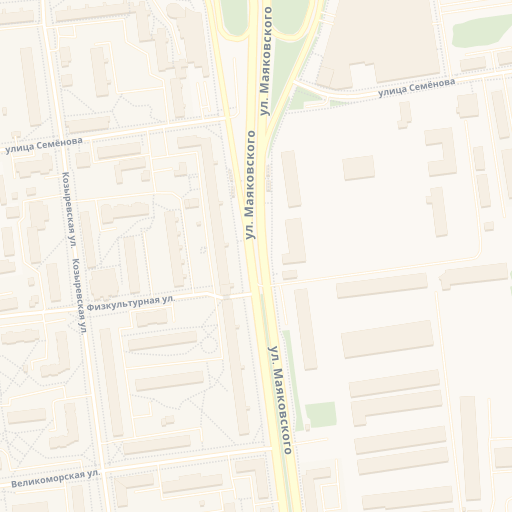 ул. Маяковского
улица Семёнова
улица Семёнова
ул. Маяковского
Козыревская ул.
Козыревская ул.
Физкультурная ул.
ул. Маяковского
Великоморская ул.